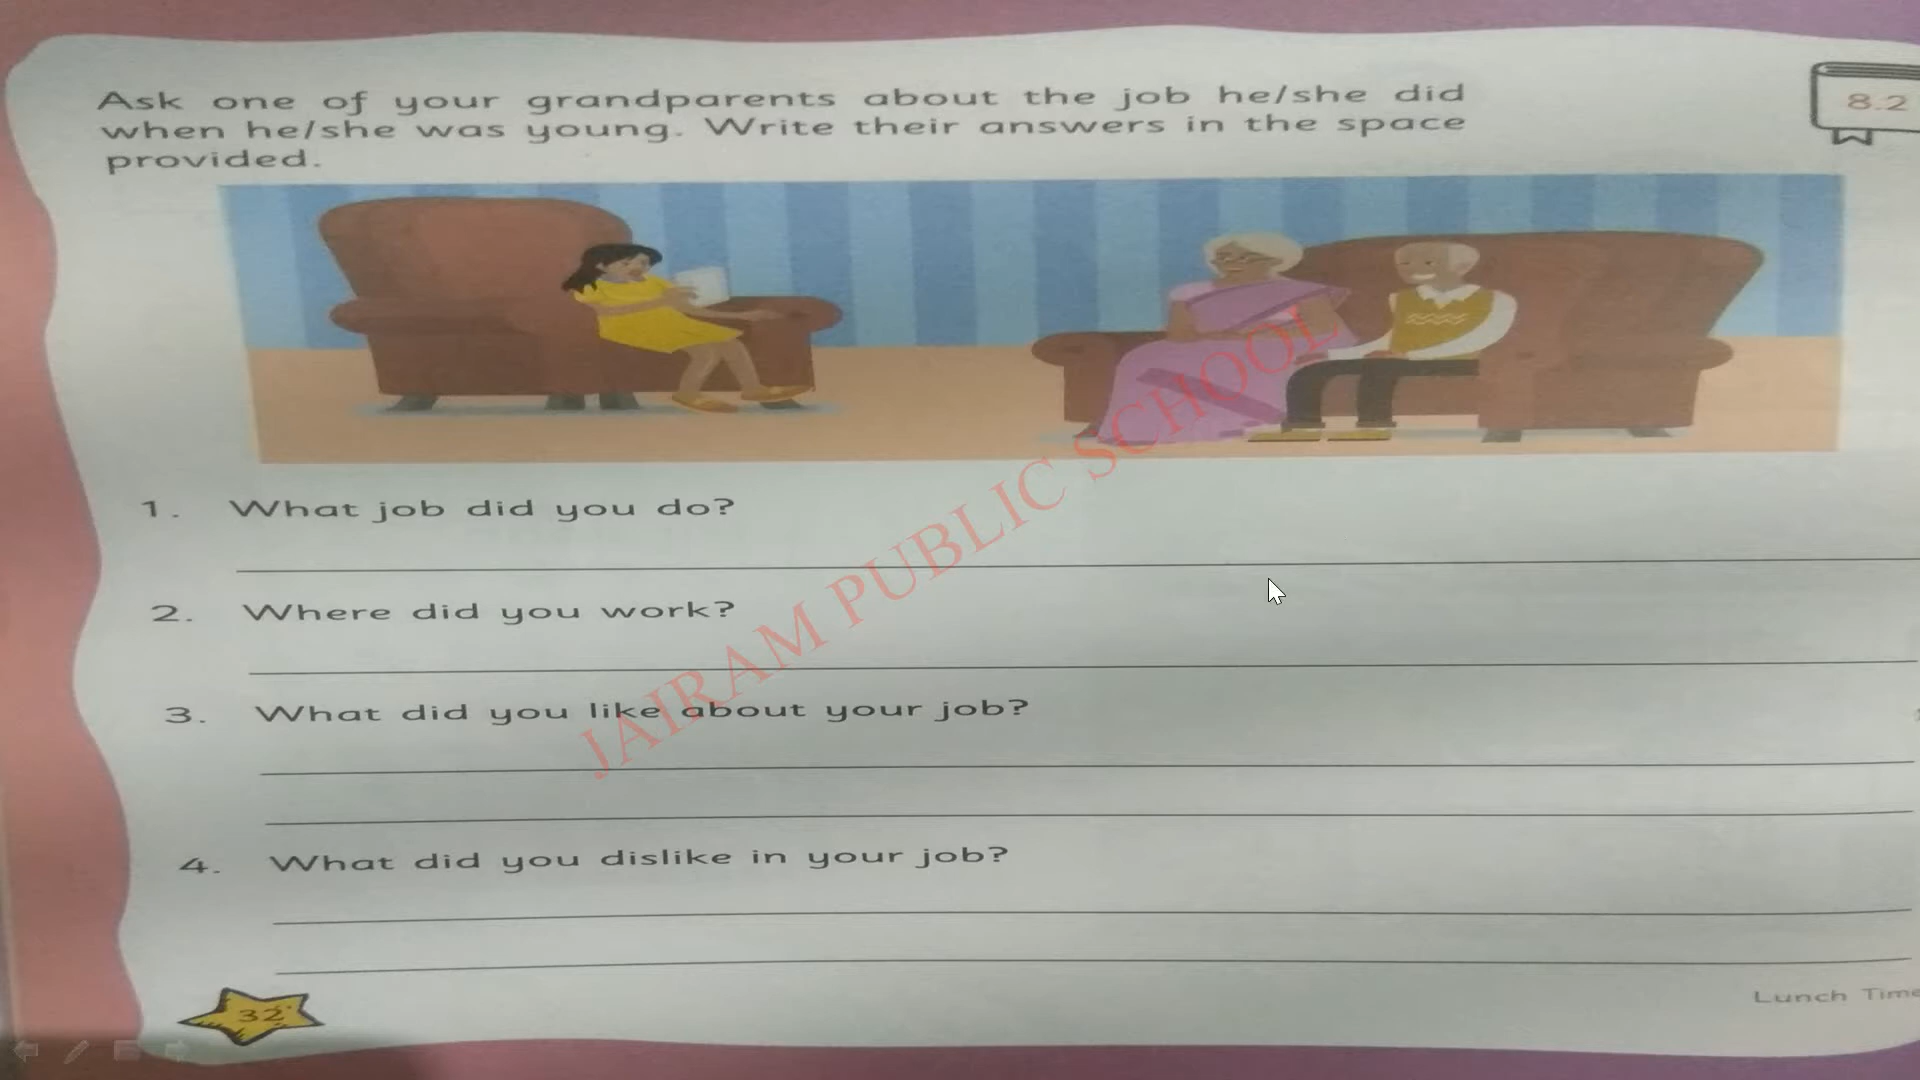 Ask one of your grandparents about the job he/she did
when he/she was young. Write their answers in the space
provided.
8.2
1. What job did you do?
2. Where did you work?
3. What did you like about your job?
4. What did you dislike in your job?
JAIRAM PUBLIC SCHOOL
32
Lunch Time